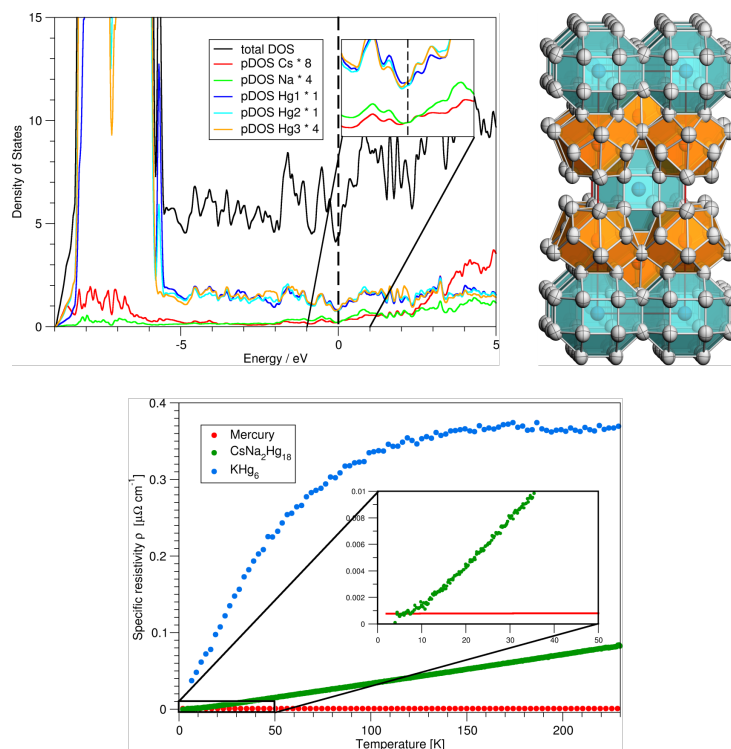 15
10
5
0
Density of States
total DOS
pDOS Cs * 8
pDOS Na * 4
pDOS Hg1 * 1
pDOS Hg2 * 1
pDOS Hg3 * 4
-5
0
5
Energy / eV
0.4
0.3
0.2
0.1
0
Specific resistivity ρ [μΩ cm⁻¹]
Mercury
CsNa₂Hg₁₈
KHg₆
0.01
0.008
0.006
0.004
0.002
0
0
10
20
30
40
50
0
50
100
150
200
Temperature [K]